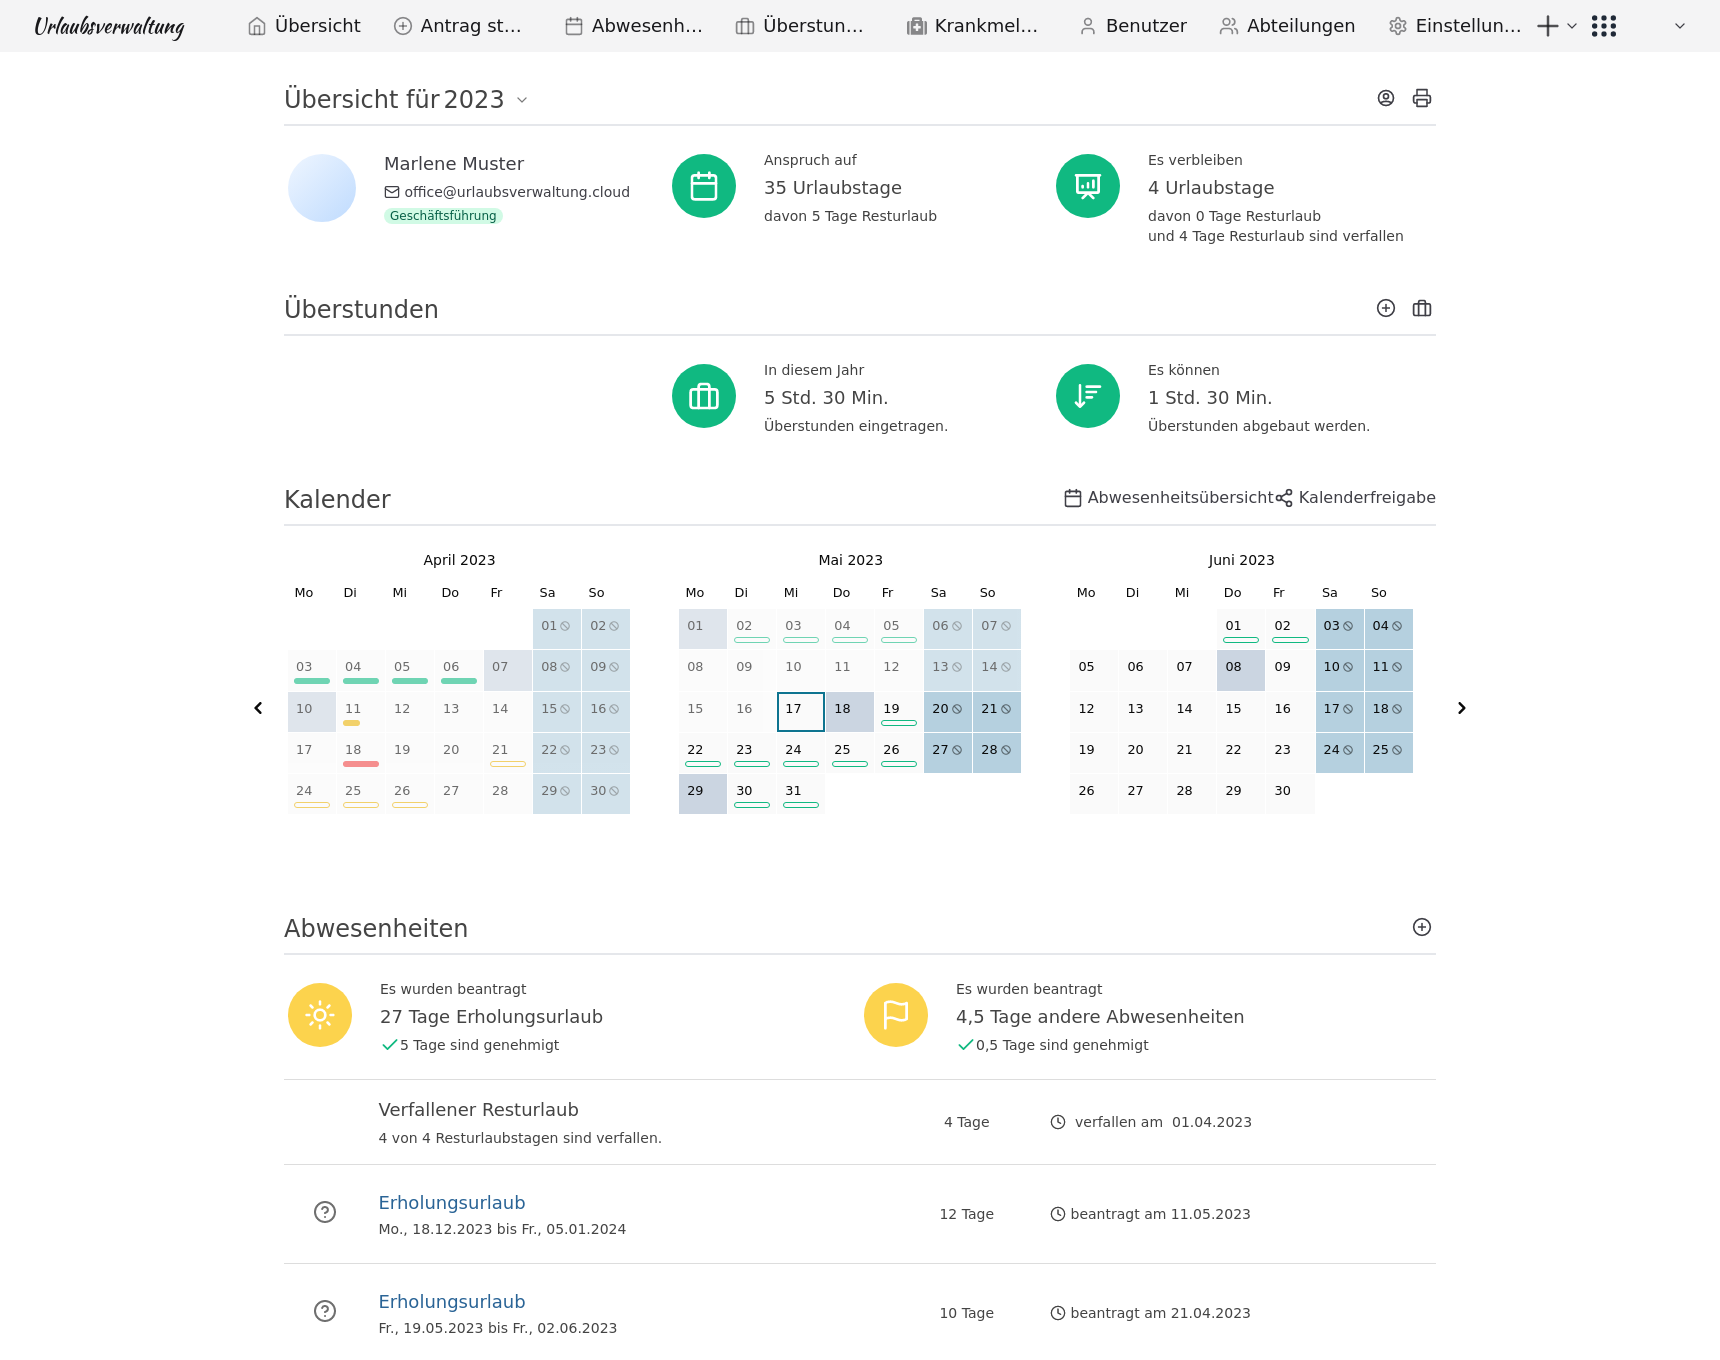 Urlaubsverwaltung Übersicht Antrag st… Abwesenh… Überstun… Krankmel… Benutzer Abteilungen Einstellun…
Übersicht für 2023
Marlene Muster
office@urlaubsverwaltung.cloud
Geschäftsführung
Anspruch auf
35 Urlaubstage
davon 5 Tage Resturlaub
Es verbleiben
4 Urlaubstage
davon 0 Tage Resturlaub
und 4 Tage Resturlaub sind verfallen
Überstunden
In diesem Jahr
5 Std. 30 Min.
Überstunden eingetragen.
Es können
1 Std. 30 Min.
Überstunden abgebaut werden.
Kalender Abwesenheitsübersicht Kalenderfreigabe
April 2023
Mo Di Mi Do Fr Sa So
01 02
03 04 05 06 07 08 09
10 11 12 13 14 15 16
17 18 19 20 21 22 23
24 25 26 27 28 29 30
Mai 2023
Mo Di Mi Do Fr Sa So
01 02 03 04 05 06 07
08 09 10 11 12 13 14
15 16 17 18 19 20 21
22 23 24 25 26 27 28
29 30 31
Juni 2023
Mo Di Mi Do Fr Sa So
01 02 03 04
05 06 07 08 09 10 11
12 13 14 15 16 17 18
19 20 21 22 23 24 25
26 27 28 29 30
Abwesenheiten
Es wurden beantragt
27 Tage Erholungsurlaub
5 Tage sind genehmigt
Es wurden beantragt
4,5 Tage andere Abwesenheiten
0,5 Tage sind genehmigt
Verfallener Resturlaub
4 von 4 Resturlaubstagen sind verfallen.
4 Tage
verfallen am 01.04.2023
Erholungsurlaub
Mo., 18.12.2023 bis Fr., 05.01.2024
12 Tage
beantragt am 11.05.2023
Erholungsurlaub
Fr., 19.05.2023 bis Fr., 02.06.2023
10 Tage
beantragt am 21.04.2023